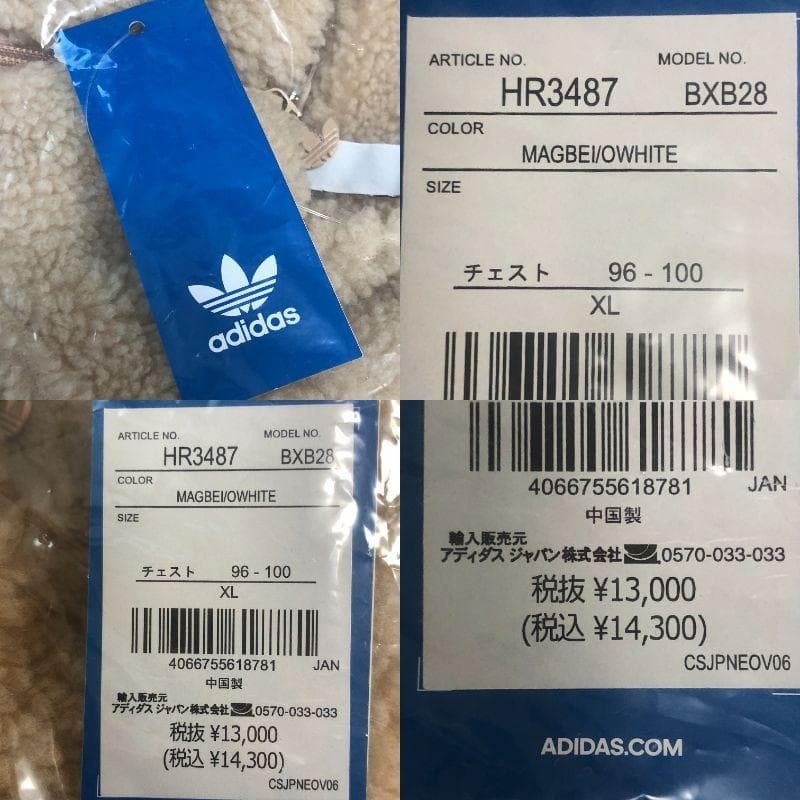 adidas
ARTICLE NO. MODEL NO.
HR3487 BXB28
COLOR
MAGBEI/OWHITE
SIZE
チェスト 96 - 100
XL
ARTICLE NO. MODEL NO.
HR3487 BXB28
COLOR
MAGBEI/OWHITE
SIZE
チェスト 96 - 100
XL
4066755618781 JAN
中国製
輸入販売元
アディダス ジャパン株式会社 0570-033-033
税抜 ¥13,000
(税込 ¥14,300)
CSJPNEOV06
4066755618781 JAN
中国製
輸入販売元
アディダス ジャパン株式会社 0570-033-033
税抜 ¥13,000
(税込 ¥14,300)
CSJPNEOV06
ADIDAS.COM